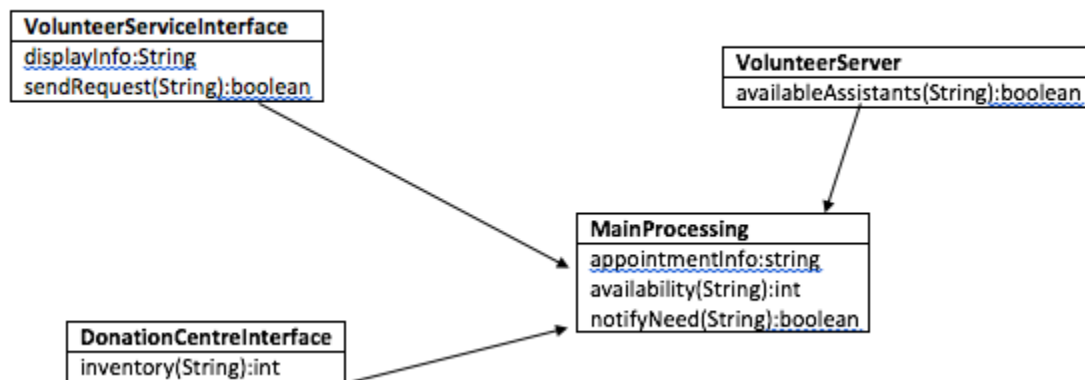 VolunteerServiceInterface
displayInfo:String
sendRequest(String):boolean
VolunteerServer
availableAssistants(String):boolean
MainProcessing
appointmentInfo:string
availability(String):int
notifyNeed(String):boolean
DonationCentreInterface
inventory(String):int